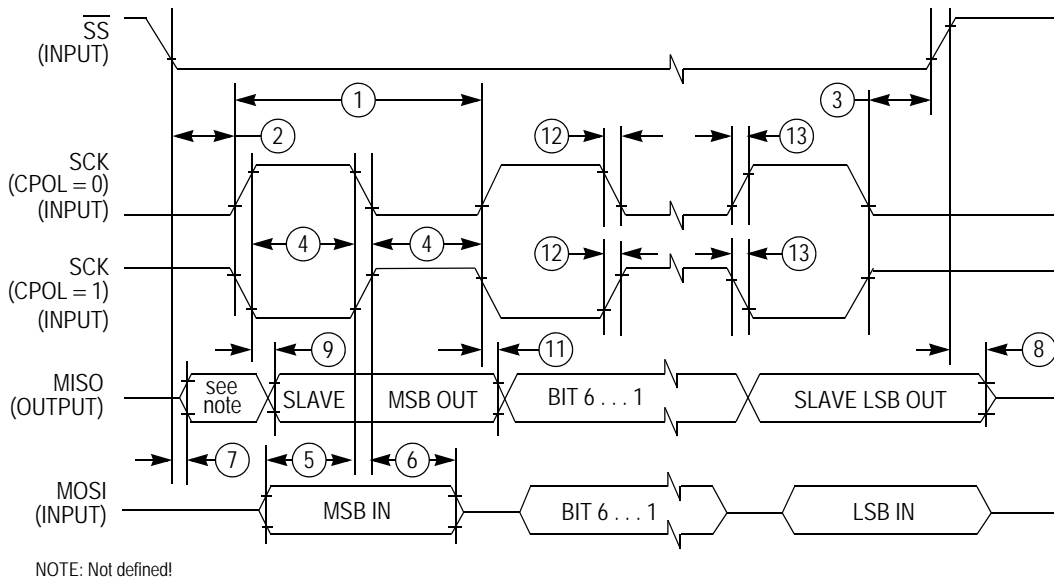 SS
(INPUT)
1
3
2
12
13
SCK
(CPOL = 0)
(INPUT)
4
4
12
13
SCK
(CPOL = 1)
(INPUT)
9
11
8
MISO
(OUTPUT)
see
note
SLAVE
MSB OUT
BIT 6 . . . 1
SLAVE LSB OUT
7
5
6
MOSI
(INPUT)
MSB IN
BIT 6 . . . 1
LSB IN
NOTE: Not defined!